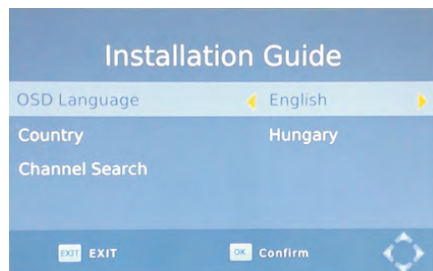 Installation Guide
OSD Language English
Country Hungary
Channel Search
EXIT EXIT OK Confirm